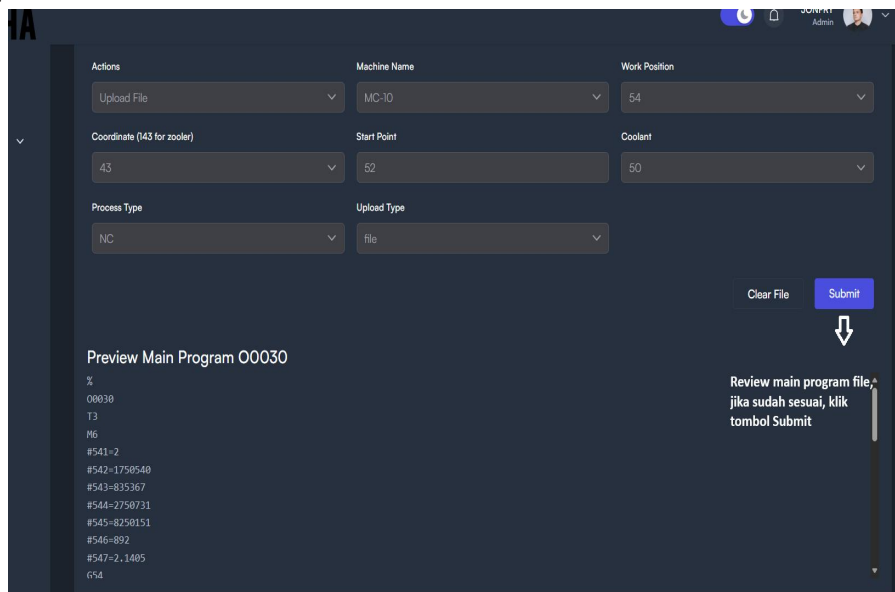 HA
JONFRY
Admin
Actions
Machine Name
Work Position
Upload File
MC-10
54
Coordinate (143 for zooler)
Start Point
Coolant
43
52
50
Process Type
Upload Type
NC
file
Clear File
Submit
Preview Main Program O0030
Review main program file,
jika sudah sesuai, klik
tombol Submit
%
O0030
T3
M6
#541=2
#542=1750540
#543=835367
#544=2750731
#545=8250151
#546=892
#547=2.1405
G54